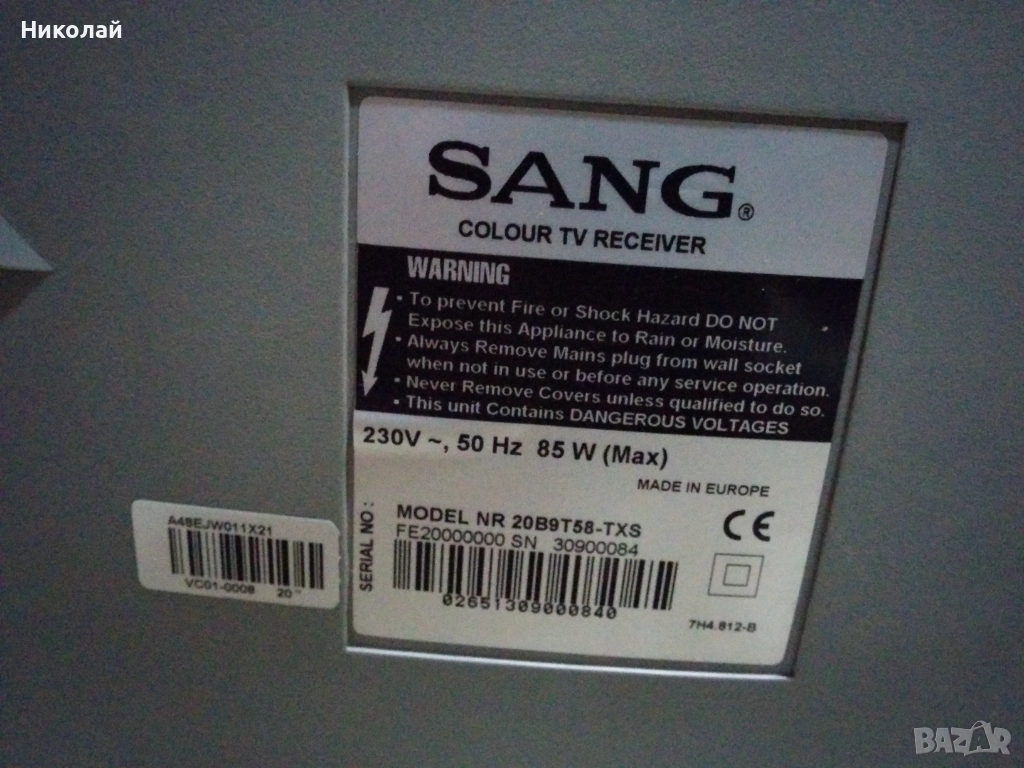 Николай
SANG®
COLOUR TV RECEIVER
WARNING
• To prevent Fire or Shock Hazard DO NOT
Expose this Appliance to Rain or Moisture.
• Always Remove Mains plug from wall socket
when not in use or before any service operation.
• Never Remove Covers unless qualified to do so.
• This unit Contains DANGEROUS VOLTAGES
230V ~, 50 Hz 85 W (Max)
MADE IN EUROPE
SERIAL NO :
MODEL NR 20B9T58-TXS
FE20000000 SN 30900084
02651309000840
CE
7H4.812-B
A48EJW011X21
VC01-0008 20"
BAZAR